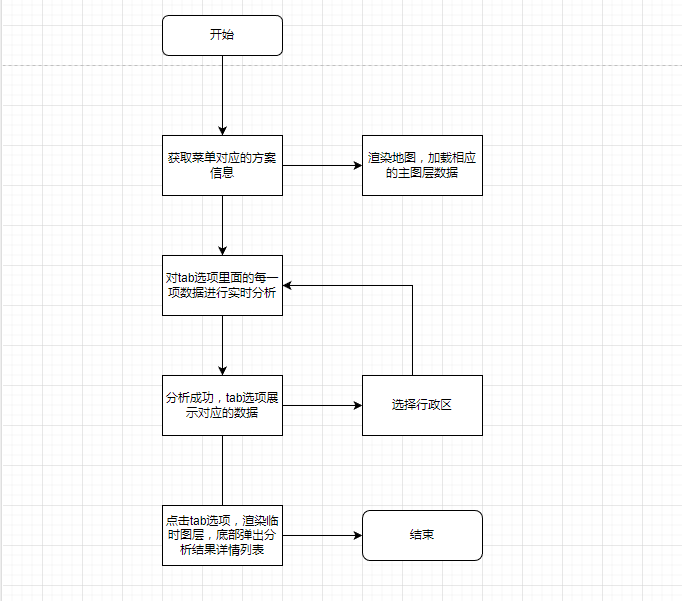 开始
获取菜单对应的方案
信息
渲染地图，加载相应
的主图层数据
对tab选项里面的每一
项数据进行实时分析
分析成功，tab选项展
示对应的数据
选择行政区
点击tab选项，渲染临
时图层，底部弹出分
析结果详情列表
结束